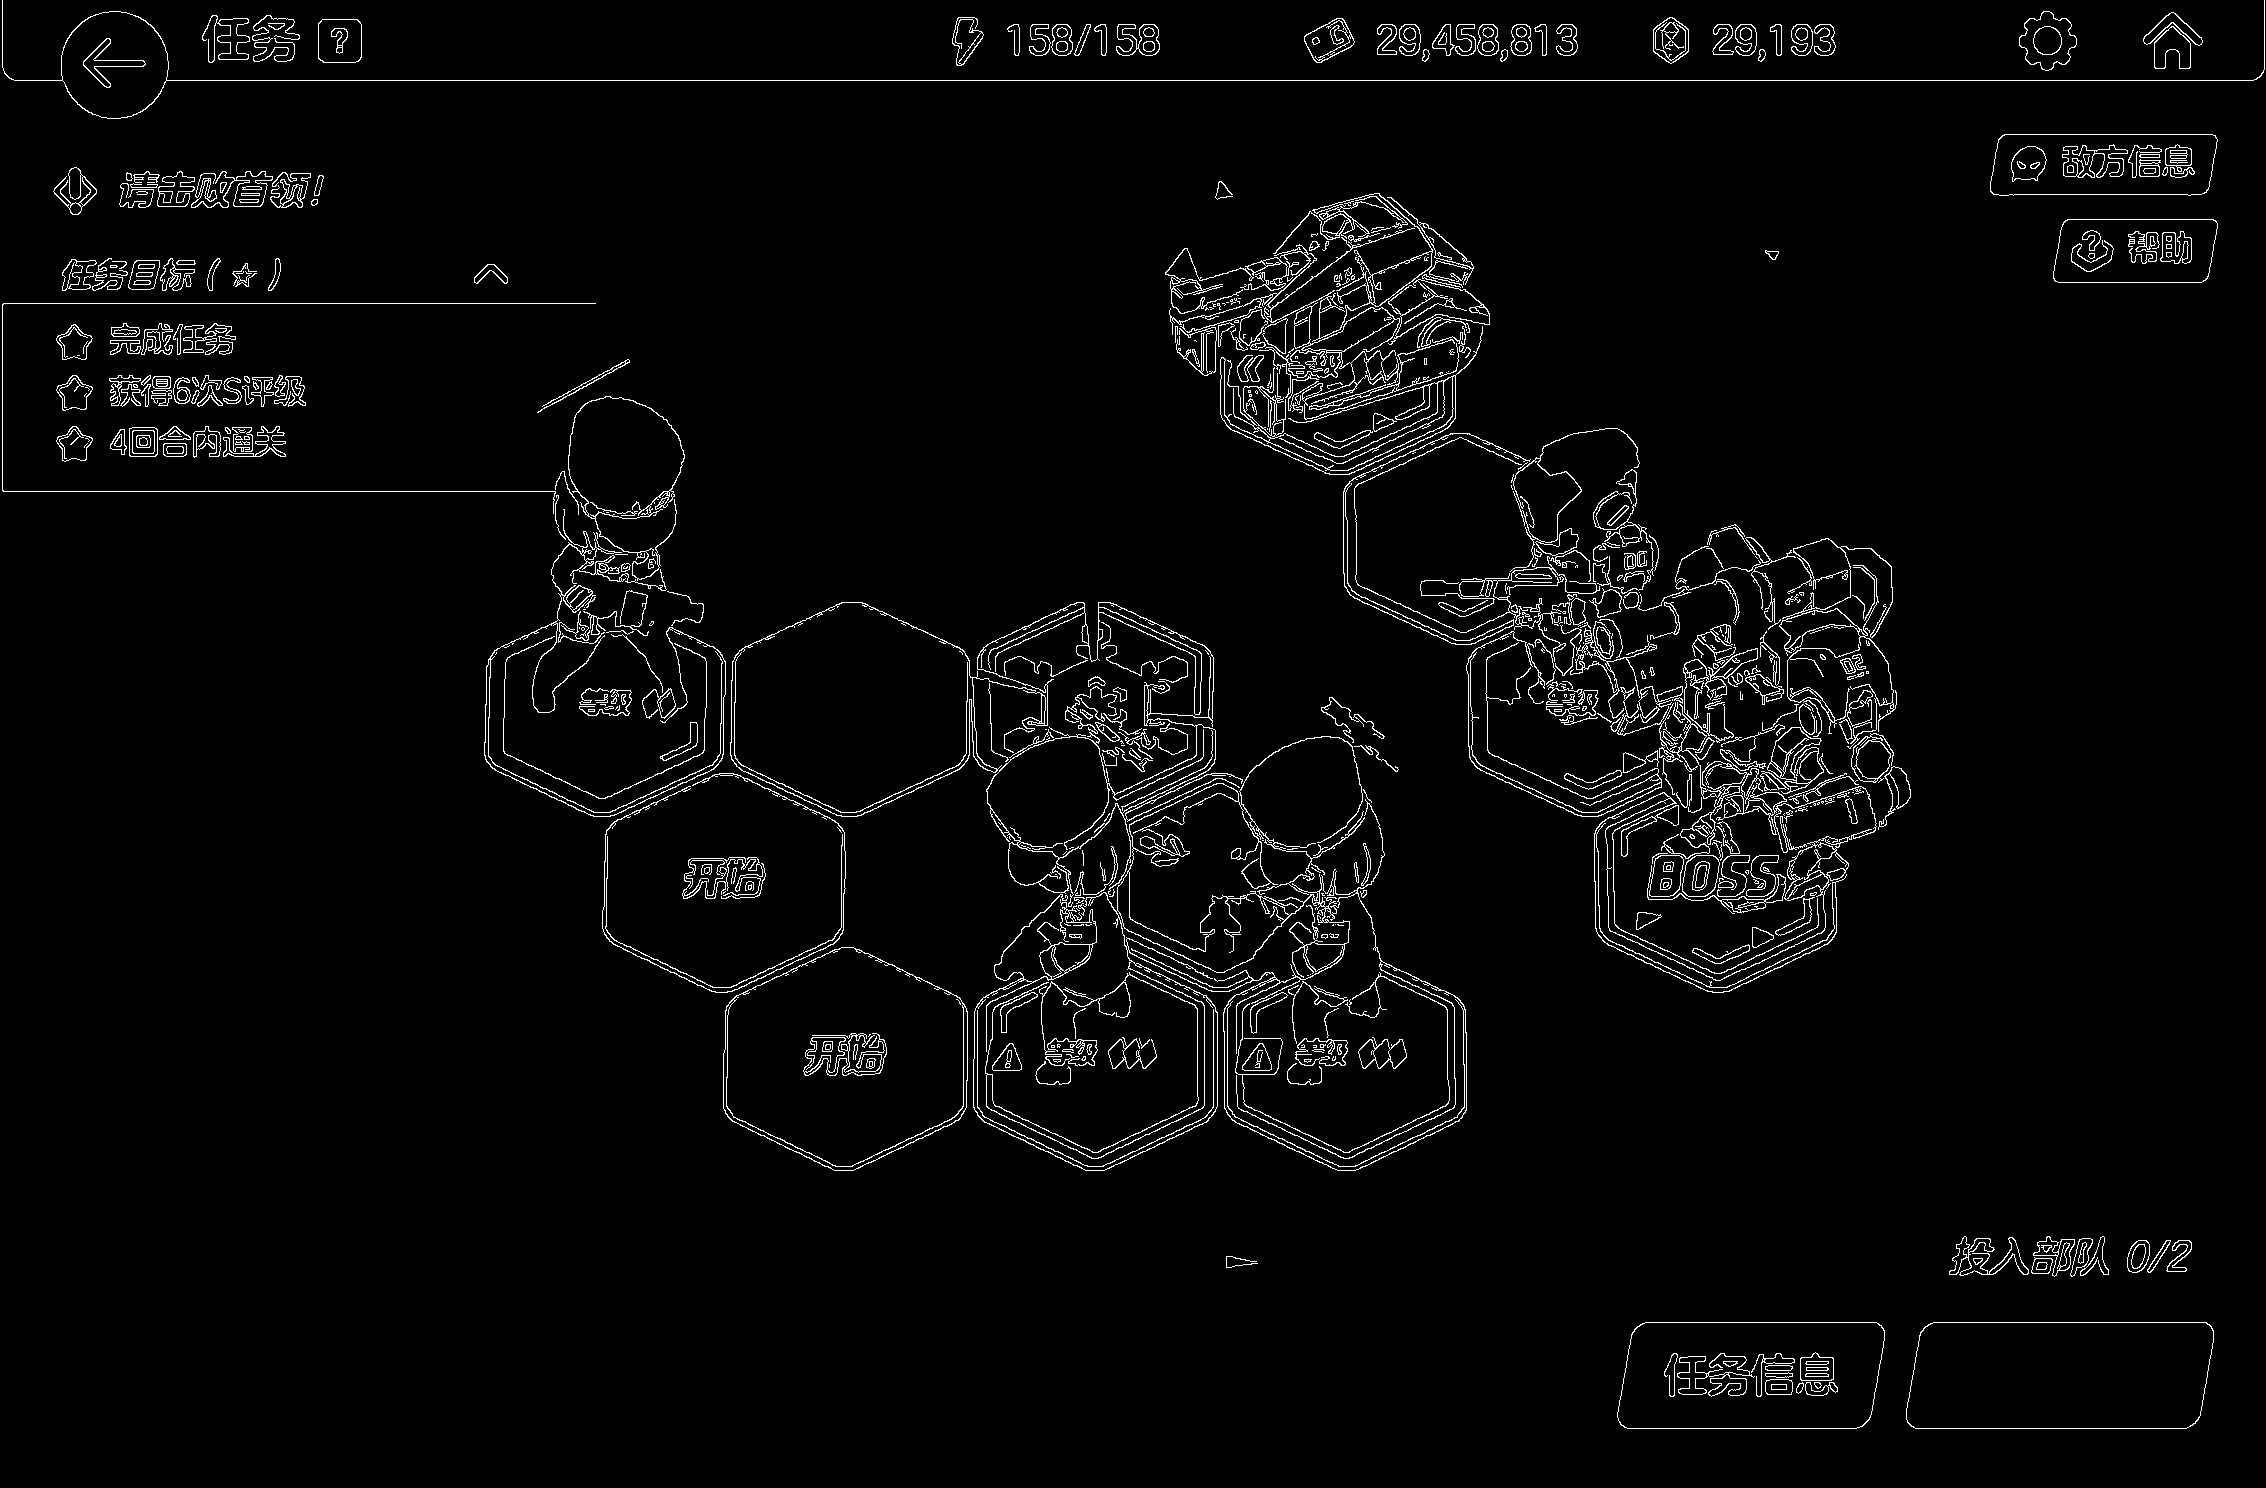 任务 ?
158/158
29,458,813
29,193
敌方信息
请击败首领!
帮助
任务目标 ( ☆ )
完成任务
获得6次S评级
4回合内通关
等级
等级
等级
02
开始
BOSS
开始
等级
等级
投入部队 0/2
任务信息